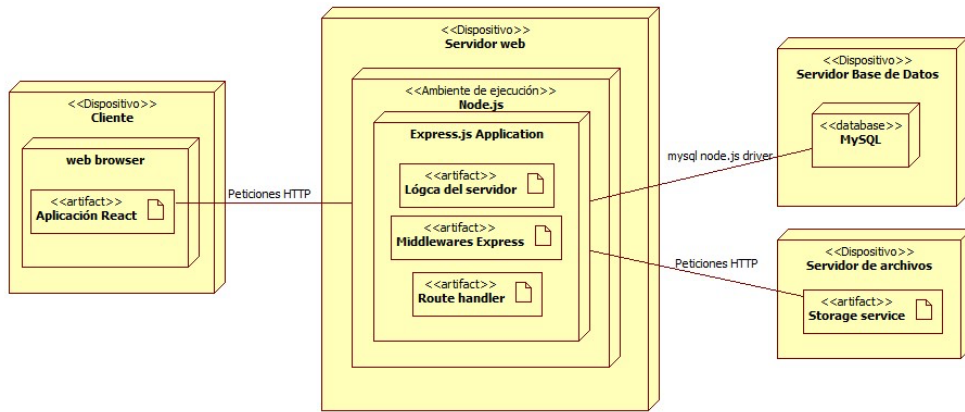 <<Dispositivo>>
Cliente
web browser
<<artifact>>
Aplicación React
Peticiones HTTP
<<Dispositivo>>
Servidor web
<<Ambiente de ejecución>>
Node.js
Express.js Application
<<artifact>>
Lógca del servidor
<<artifact>>
Middlewares Express
<<artifact>>
Route handler
mysql node.js driver
Peticiones HTTP
<<Dispositivo>>
Servidor Base de Datos
<<database>>
MySQL
<<Dispositivo>>
Servidor de archivos
<<artifact>>
Storage service